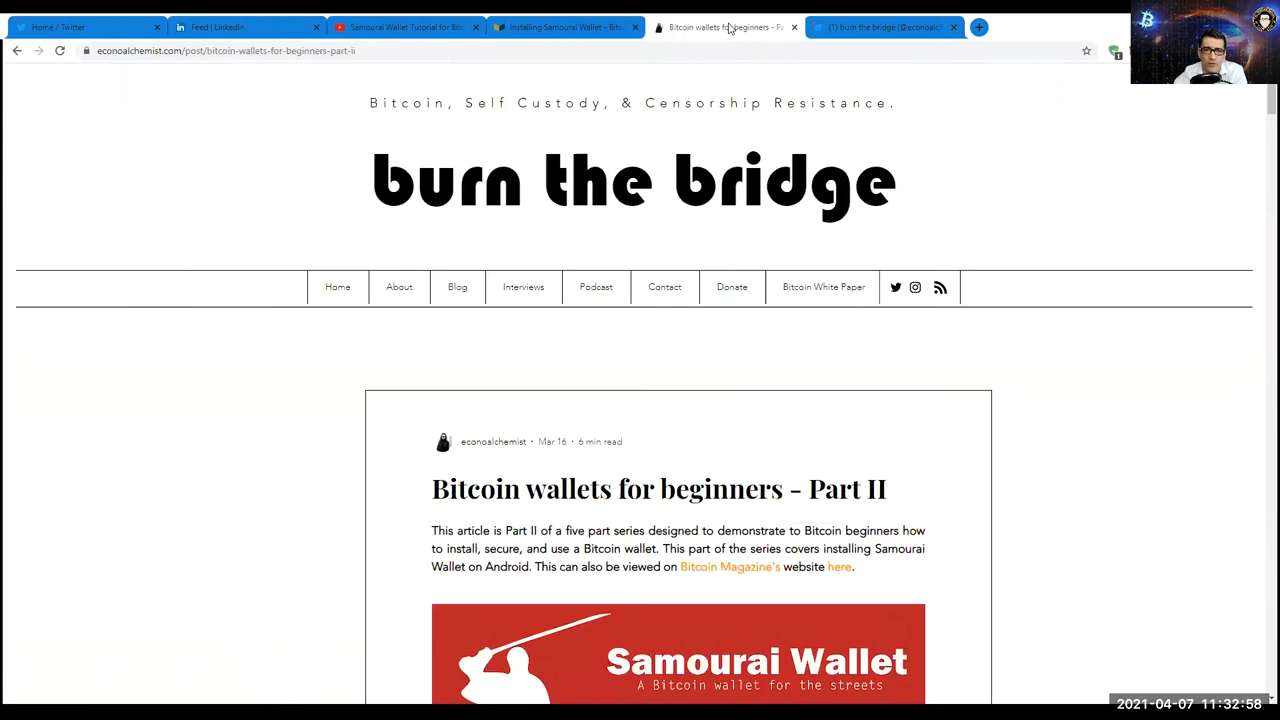 Home / Twitter
Feed | LinkedIn
Samourai Wallet Tutorial for Bitc
Installing Samourai Wallet - Bitc
Bitcoin wallets for beginners - Pa
(1) burn the bridge (@econoalc
econoalchemist.com/post/bitcoin-wallets-for-beginners-part-ii
1
Bitcoin, Self Custody, & Censorship Resistance.
burn the bridge
Home
About
Blog
Interviews
Podcast
Contact
Donate
Bitcoin White Paper
econoalchemist · Mar 16 · 6 min read
Bitcoin wallets for beginners - Part II
This article is Part II of a five part series designed to demonstrate to Bitcoin beginners how
to install, secure, and use a Bitcoin wallet. This part of the series covers installing Samourai
Wallet on Android. This can also be viewed on Bitcoin Magazine's website here.
Samourai Wallet
A Bitcoin wallet for the streets
2021-04-07 11:32:58